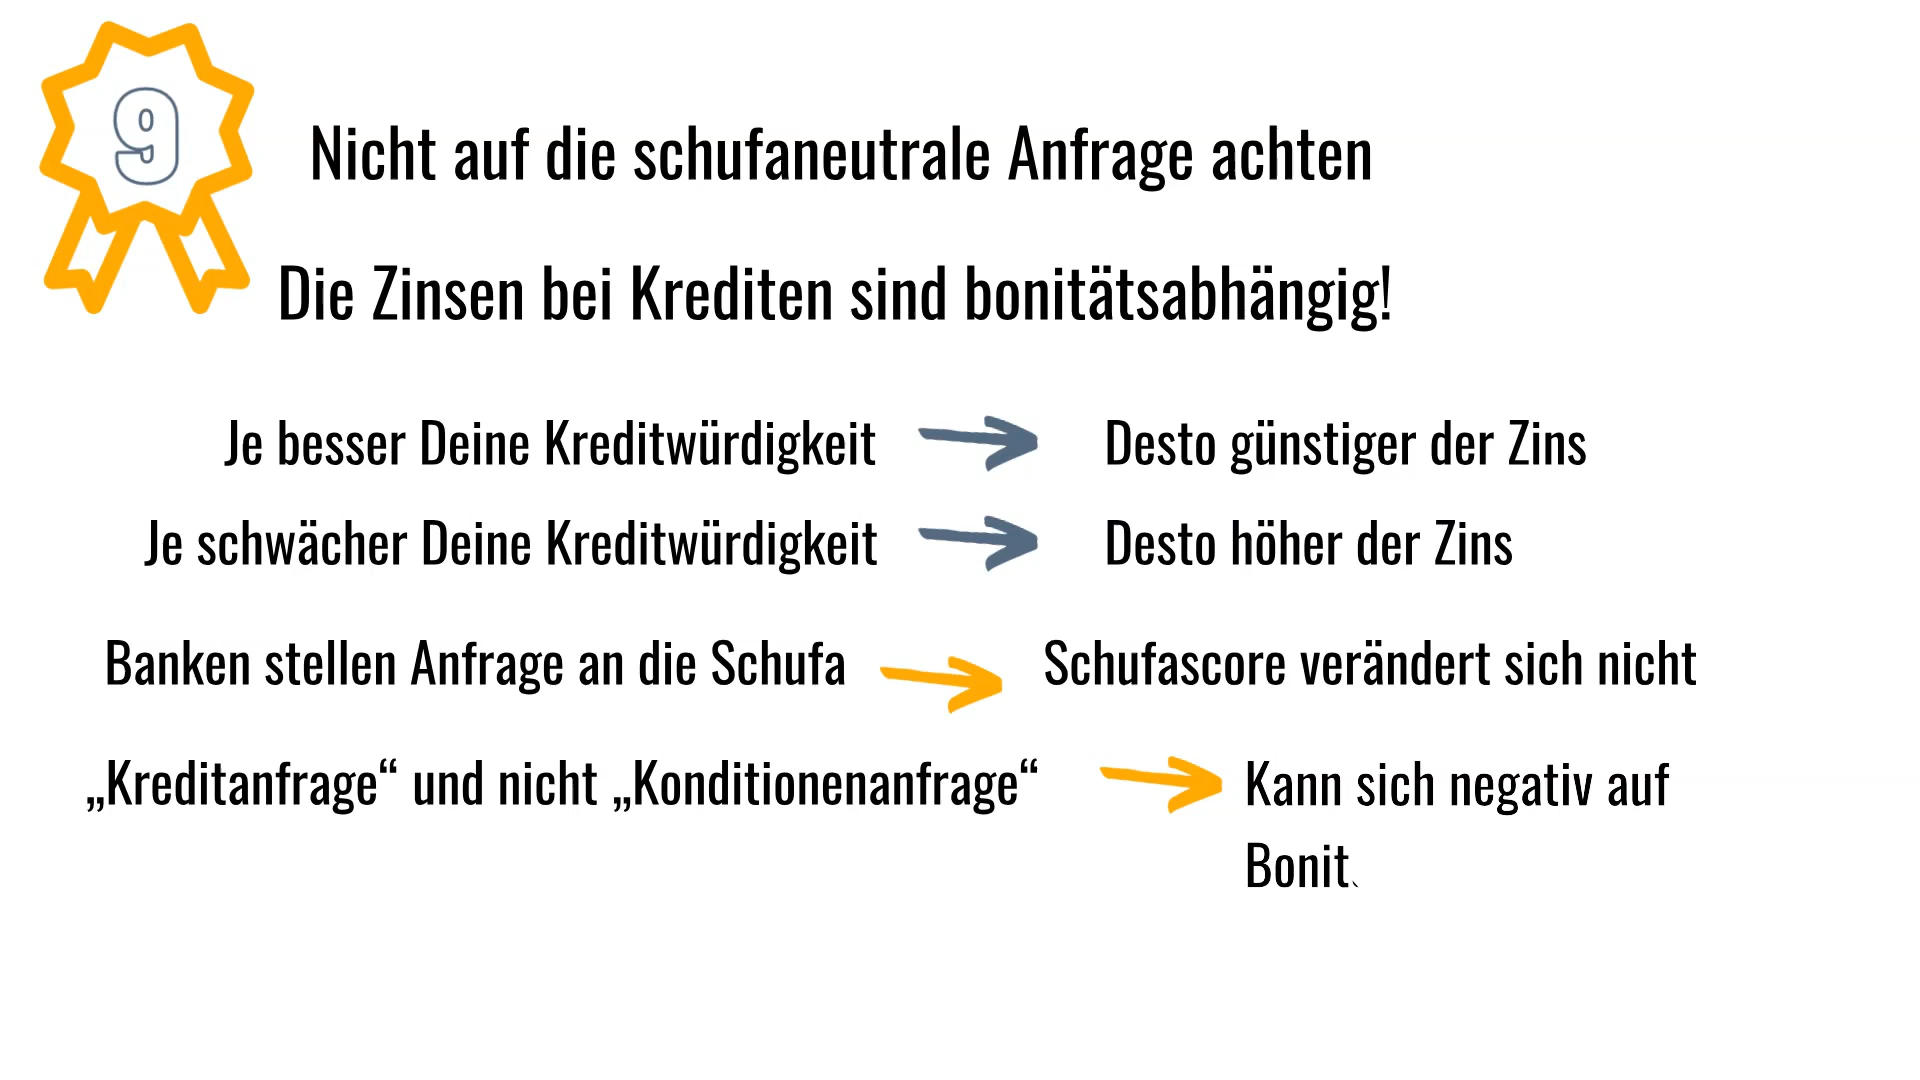 9
Nicht auf die schufaneutrale Anfrage achten
Die Zinsen bei Krediten sind bonitätsabhängig!
Je besser Deine Kreditwürdigkeit
Desto günstiger der Zins
Je schwächer Deine Kreditwürdigkeit
Desto höher der Zins
Banken stellen Anfrage an die Schufa
Schufascore verändert sich nicht
„Kreditanfrage“ und nicht „Konditionenanfrage“
Kann sich negativ auf
Bonit